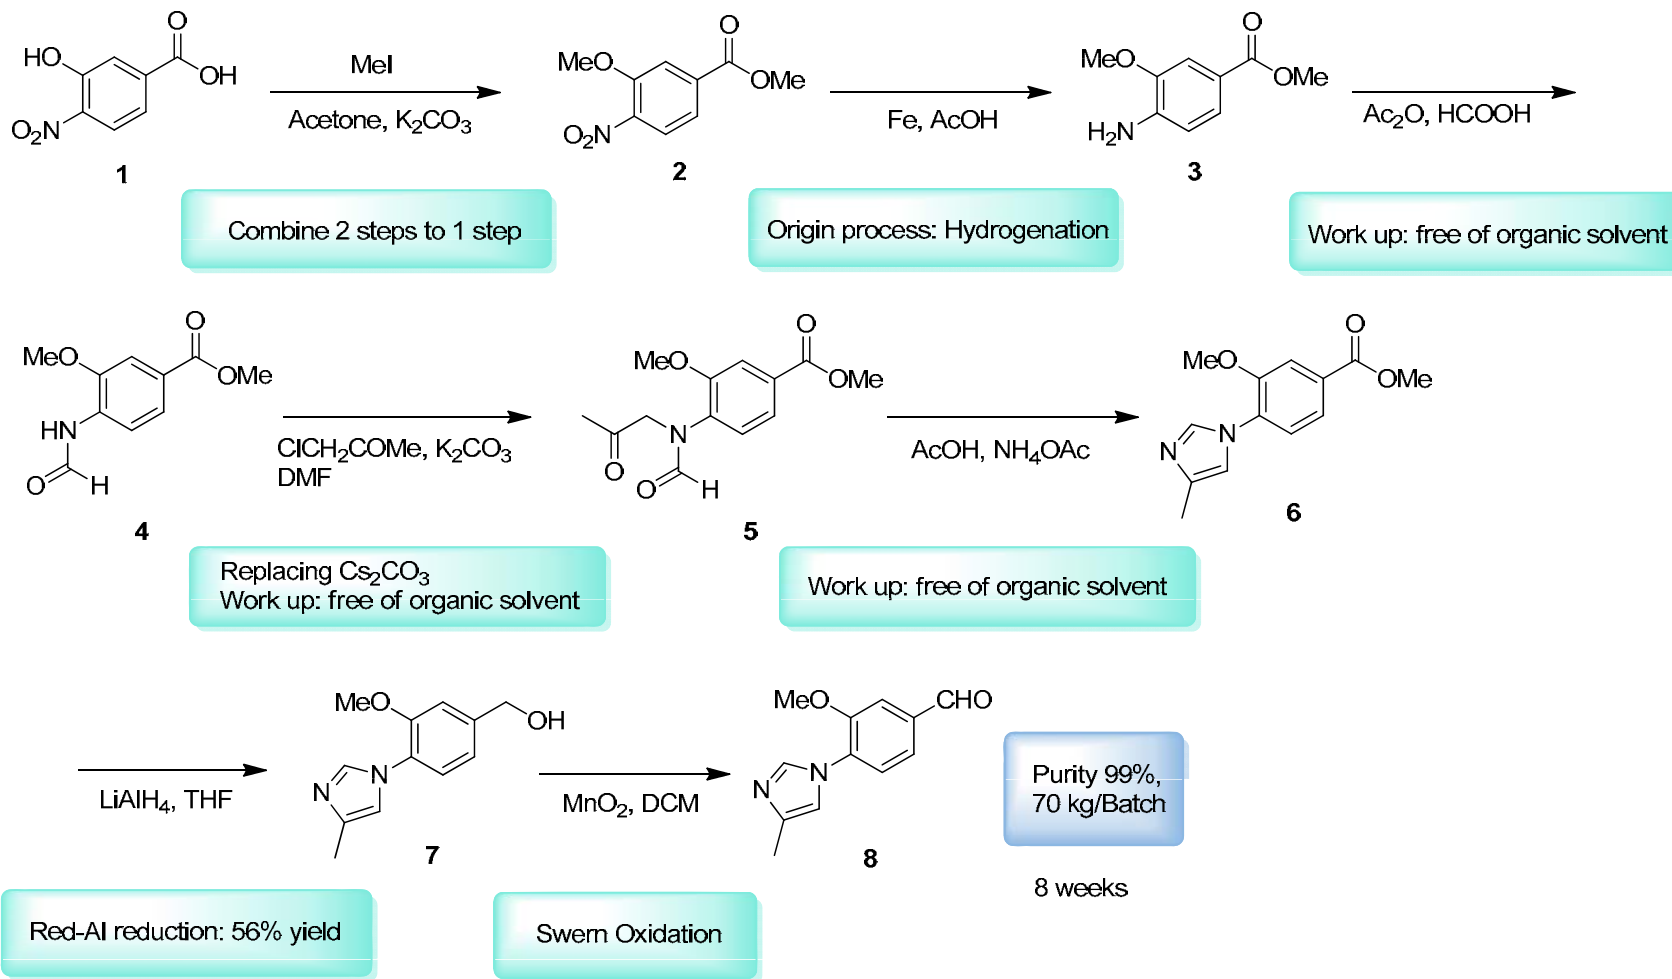 HO
O
OH
O₂N
1
MeI
Acetone, K₂CO₃
MeO
O
OMe
NO₂
2
Fe, AcOH
MeO
O
OMe
H₂N
3
Ac₂O, HCOOH
Combine 2 steps to 1 step
Origin process: Hydrogenation
Work up: free of organic solvent
MeO
O
OMe
HN
O
H
4
ClCH₂COMe, K₂CO₃
DMF
MeO
O
OMe
O
N
O
H
5
AcOH, NH₄OAc
MeO
O
OMe
N
N
6
Replacing Cs₂CO₃
Work up: free of organic solvent
Work up: free of organic solvent
LiAlH₄, THF
MeO
OH
N
N
7
MnO₂, DCM
MeO
CHO
N
N
8
Purity 99%,
70 kg/Batch
8 weeks
Red-Al reduction: 56% yield
Swern Oxidation